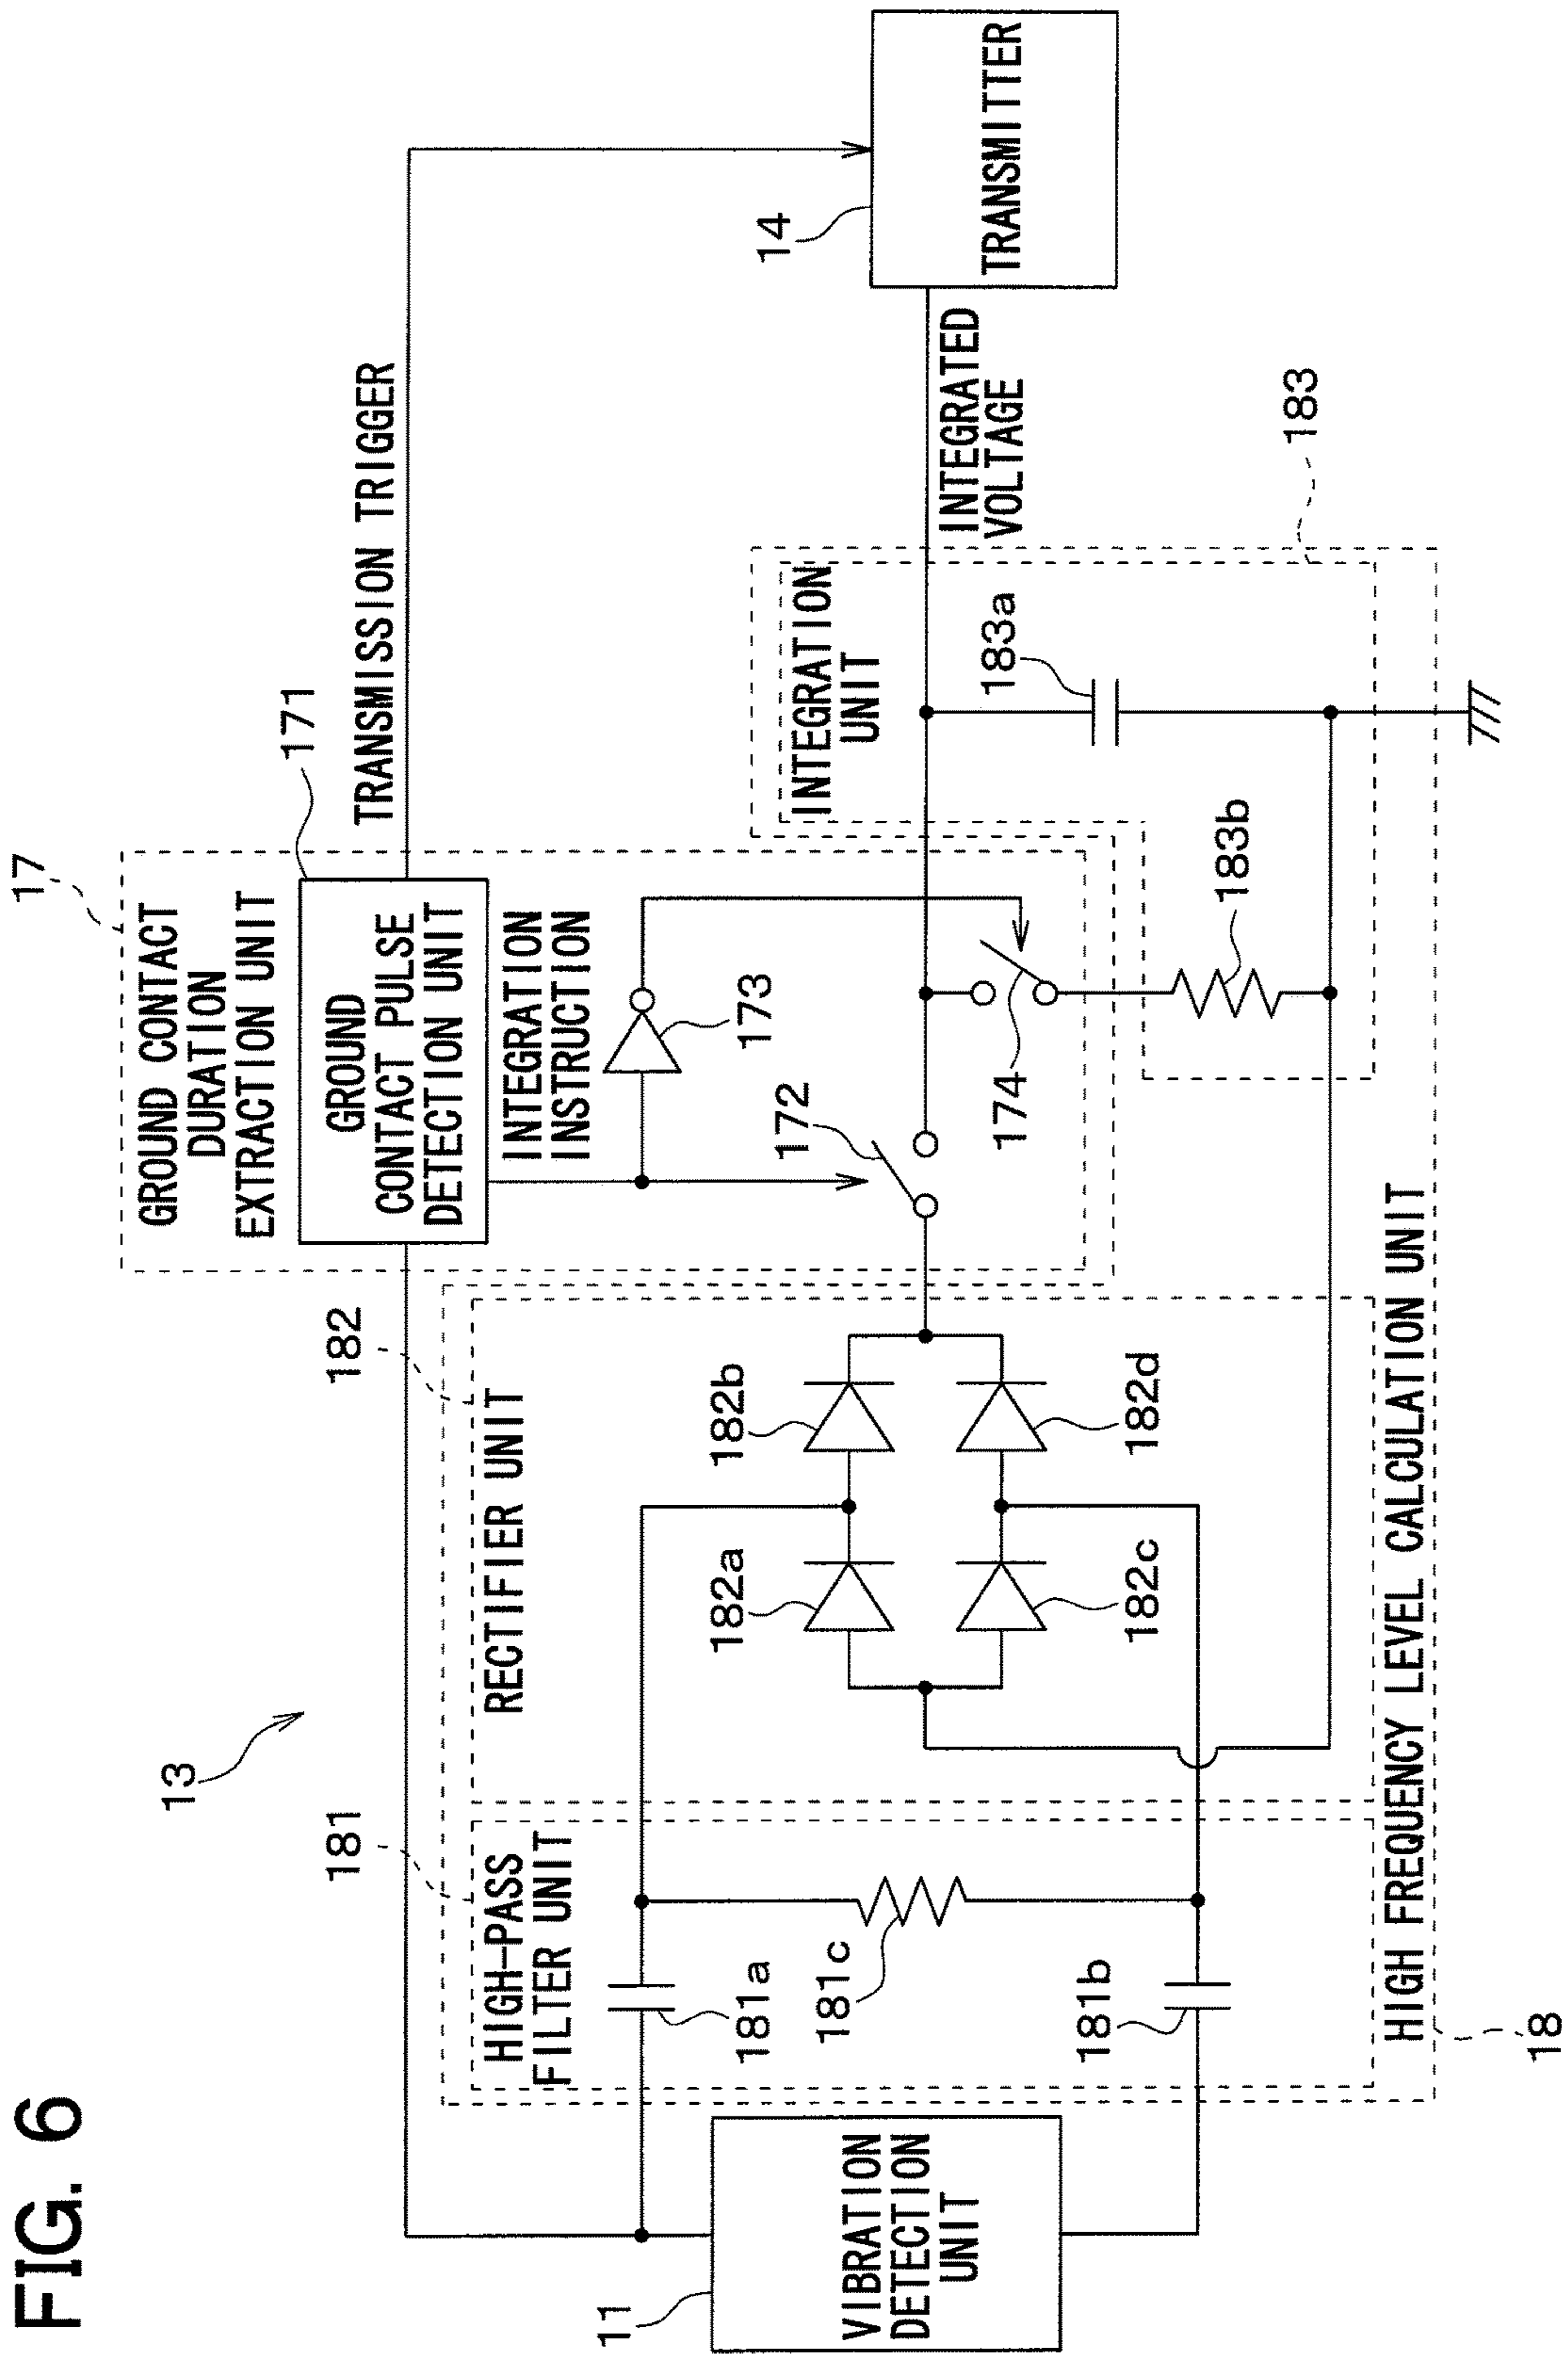 FIG. 6
13
17
GROUND CONTACT
DURATION
EXTRACTION UNIT
171
GROUND
CONTACT PULSE
DETECTION UNIT
TRANSMISSION TRIGGER
INTEGRATION
INSTRUCTION
173
172
174
14
TRANSMITTER
INTEGRATED
VOLTAGE
181
HIGH-PASS
FILTER UNIT
181a
181c
181b
182
RECTIFIER UNIT
182a
182b
182c
182d
INTEGRATION
UNIT
183a
183b
183
11
VIBRATION
DETECTION
UNIT
HIGH FREQUENCY LEVEL CALCULATION UNIT
18